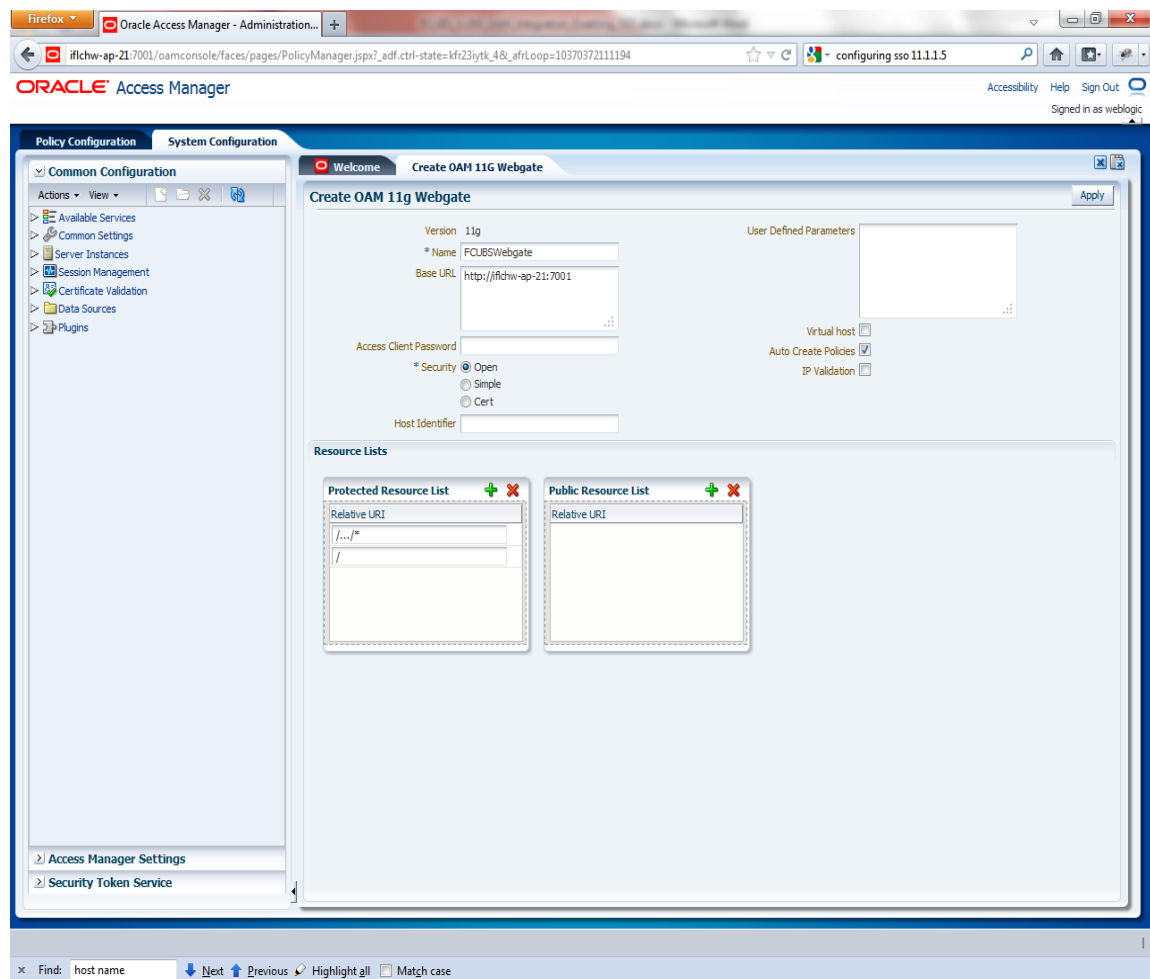 Firefox
Oracle Access Manager - Administration...
iflchw-ap-21:7001/oamconsole/faces/pages/PolicyManager.jspx?_adf.ctrl-state=kfr23iytk_4&_afrLoop=10370372111194
configuring sso 11.1.1.5
ORACLE Access Manager
Accessibility Help Sign Out
Signed in as weblogic
Policy Configuration
System Configuration
Common Configuration
Actions View
Available Services
Common Settings
Server Instances
Session Management
Certificate Validation
Data Sources
Plugins
Access Manager Settings
Security Token Service
Welcome
Create OAM 11G Webgate
Create OAM 11g Webgate
Apply
Version 11g
* Name FCUBSWebgate
Base URL http://iflchw-ap-21:7001
Access Client Password
* Security Open
Simple
Cert
Host Identifier
User Defined Parameters
Virtual host
Auto Create Policies
IP Validation
Resource Lists
Protected Resource List
Relative URI
/.../*
/
Public Resource List
Relative URI
x Find: host name Next Previous Highlight all Match case